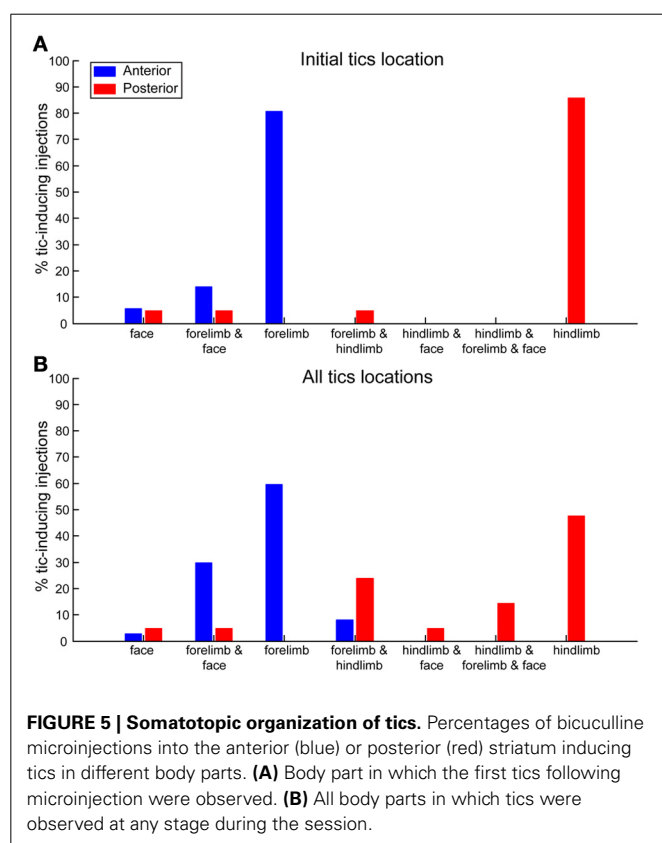 A
Initial tics location
Anterior
Posterior
% tic-inducing injections
100
90
80
70
60
50
40
30
20
10
0
face
forelimb &
face
forelimb
forelimb &
hindlimb
hindlimb &
face
hindlimb &
forelimb & face
hindlimb
B
All tics locations
% tic-inducing injections
100
90
80
70
60
50
40
30
20
10
0
face
forelimb &
face
forelimb
forelimb &
hindlimb
hindlimb &
face
hindlimb &
forelimb & face
hindlimb
FIGURE 5 | Somatotopic organization of tics. Percentages of bicuculline
microinjections into the anterior (blue) or posterior (red) striatum inducing
tics in different body parts. (A) Body part in which the first tics following
microinjection were observed. (B) All body parts in which tics were
observed at any stage during the session.